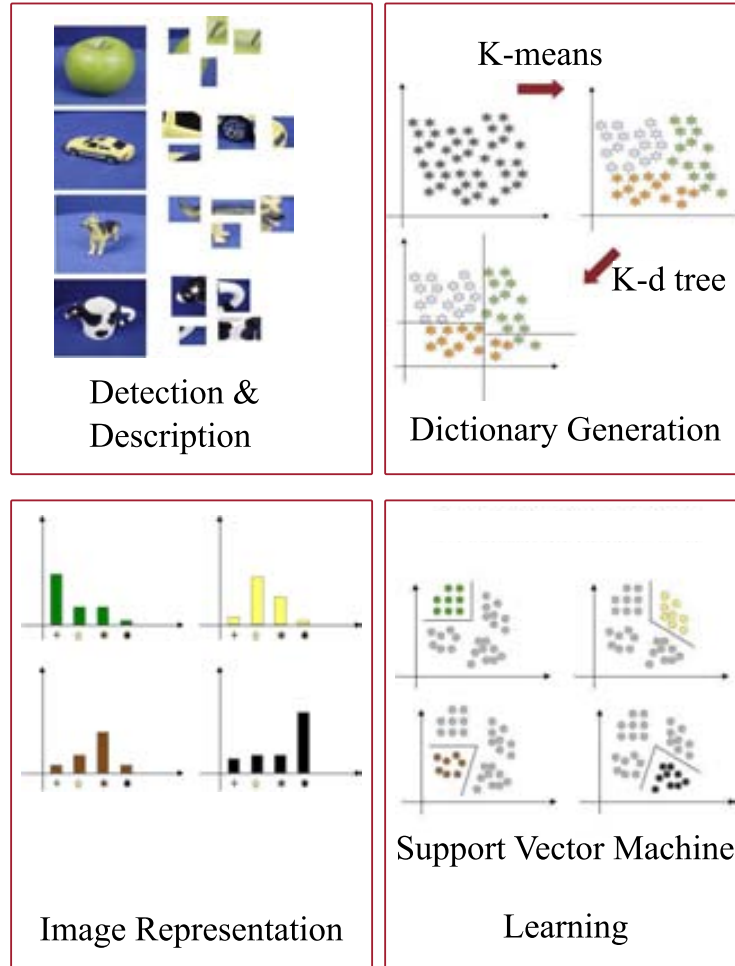 Detection &
Description
K-means
K-d tree
Dictionary Generation
Image Representation
Support Vector Machine
Learning